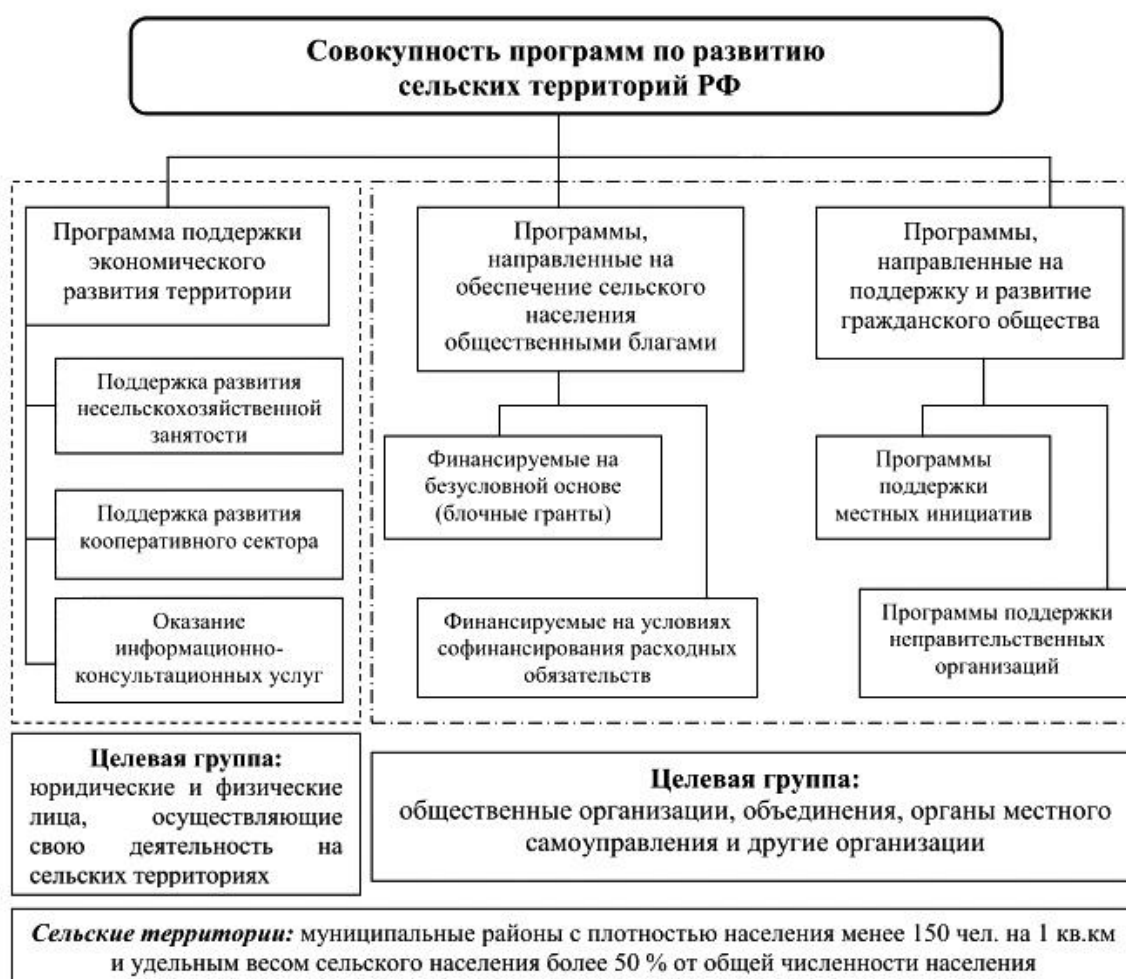 Совокупность программ по развитию
сельских территорий РФ
Программа поддержки
экономического
развития территории
Поддержка развития
несельскохозяйственной
занятости
Поддержка развития
кооперативного сектора
Оказание
информационно-
консультационных услуг
Программы,
направленные на
обеспечение сельского
населения
общественными благами
Финансируемые на
безусловной основе
(блочные гранты)
Финансируемые на условиях
софинансирования расходных
обязательств
Программы,
направленные на
поддержку и развитие
гражданского общества
Программы
поддержки
местных инициатив
Программы поддержки
неправительственных
организаций
Целевая группа:
юридические и физические
лица, осуществляющие
свою деятельность на
сельских территориях
Целевая группа:
общественные организации, объединения, органы местного
самоуправления и другие организации
Сельские территории: муниципальные районы с плотностью населения менее 150 чел. на 1 кв.км
и удельным весом сельского населения более 50 % от общей численности населения